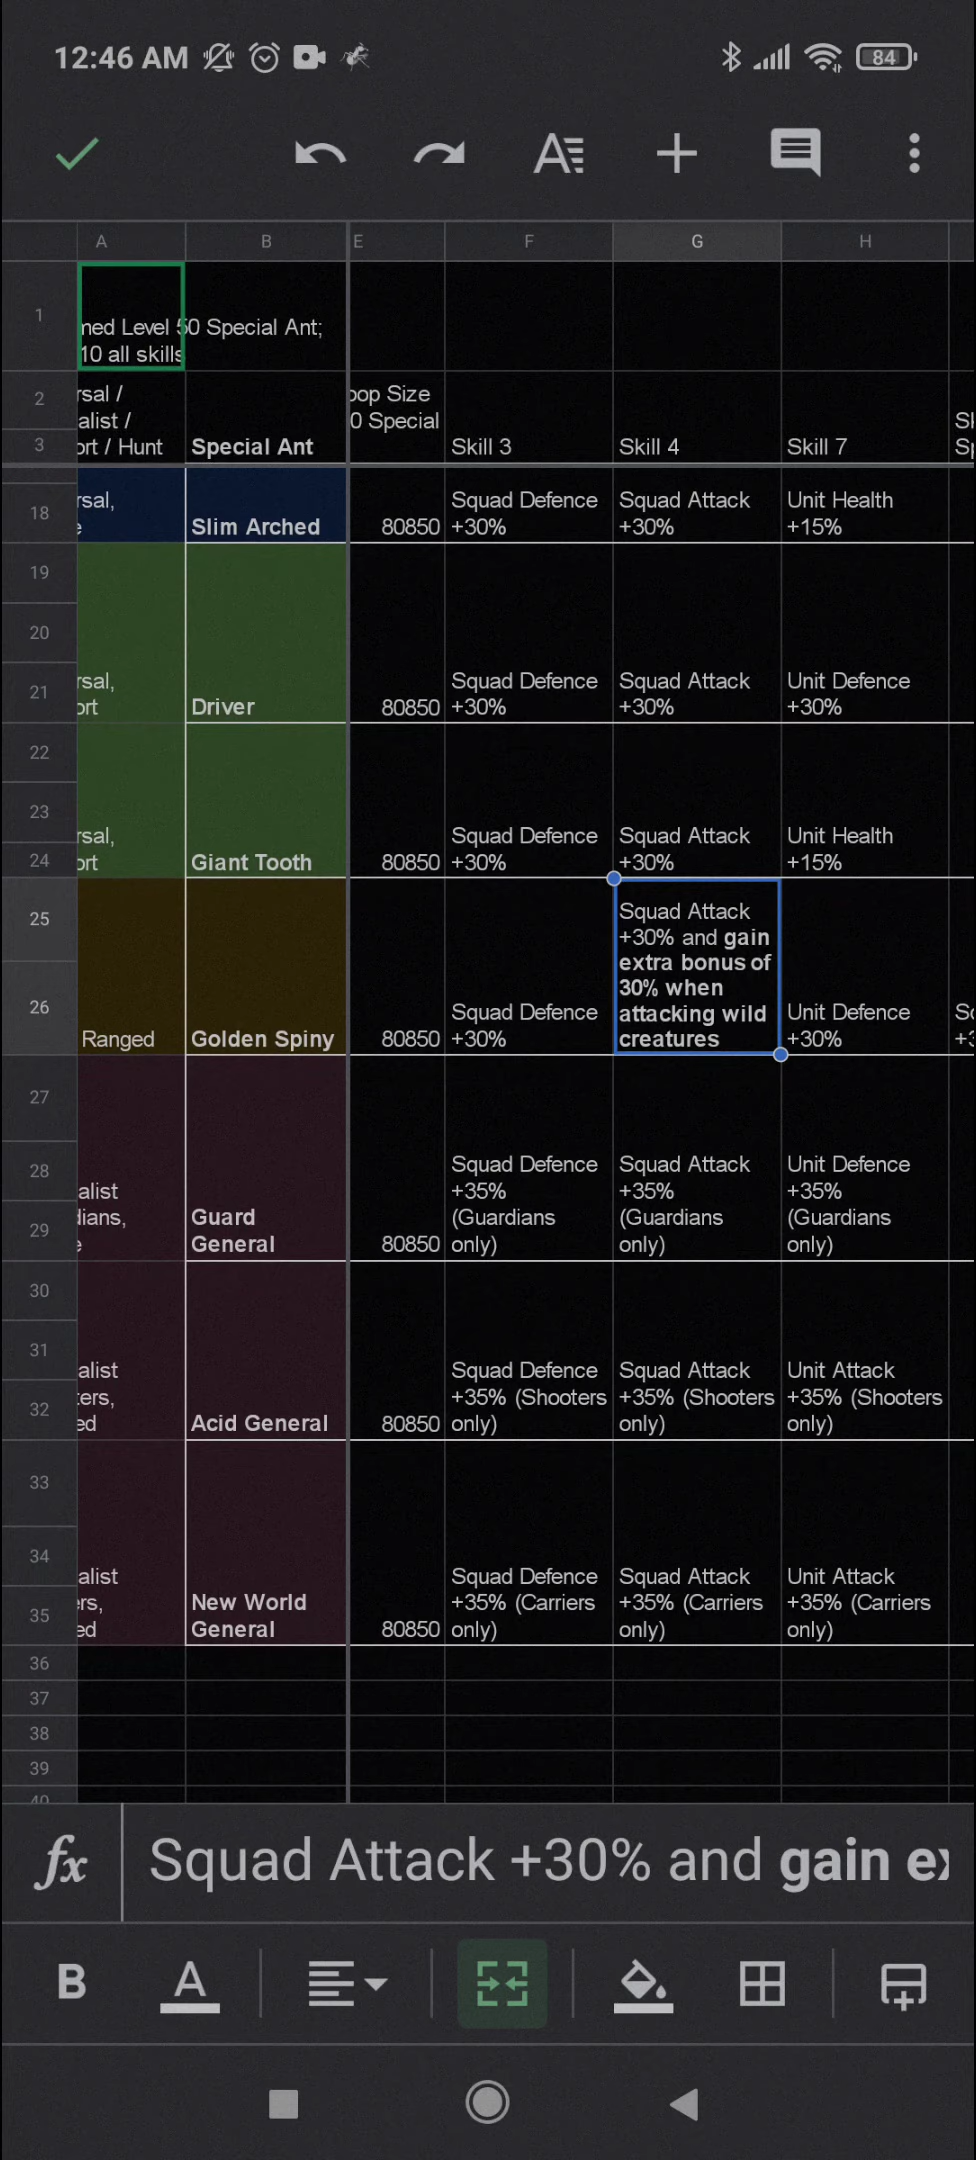 12:46 AM
84
A B E F G H
1
med Level 50 Special Ant;
10 all skills
2
3
rsal /
alist /
ort / Hunt
Special Ant
oop Size
0 Special
Skill 3
Skill 4
Skill 7
18
rsal,
Slim Arched
80850
Squad Defence
+30%
Squad Attack
+30%
Unit Health
+15%
19
20
21
rsal,
ort
Driver
80850
Squad Defence
+30%
Squad Attack
+30%
Unit Defence
+30%
22
23
24
rsal,
ort
Giant Tooth
80850
Squad Defence
+30%
Squad Attack
+30%
Unit Health
+15%
25
26
Ranged
Golden Spiny
80850
Squad Defence
+30%
Squad Attack
+30% and gain
extra bonus of
30% when
attacking wild
creatures
Unit Defence
+30%
27
28
29
alist
dians,
Guard
General
80850
Squad Defence
+35%
(Guardians
only)
Squad Attack
+35%
(Guardians
only)
Unit Defence
+35%
(Guardians
only)
30
31
32
alist
ters,
ed
Acid General
80850
Squad Defence
+35% (Shooters
only)
Squad Attack
+35% (Shooters
only)
Unit Attack
+35% (Shooters
only)
33
34
35
alist
ers,
ed
New World
General
80850
Squad Defence
+35% (Carriers
only)
Squad Attack
+35% (Carriers
only)
Unit Attack
+35% (Carriers
only)
36
37
38
39
40
fx Squad Attack +30% and gain ex
B A